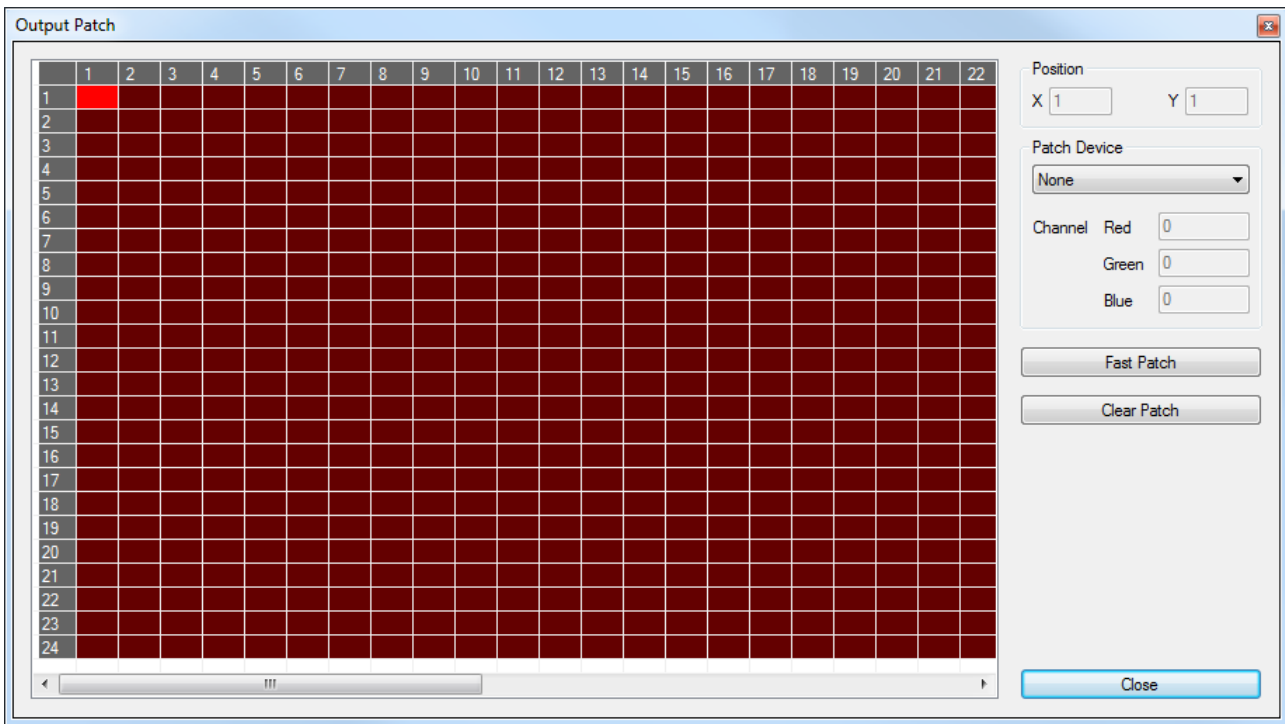 Output Patch
1 2 3 4 5 6 7 8 9 10 11 12 13 14 15 16 17 18 19 20 21 22
1
2
3
4
5
6
7
8
9
10
11
12
13
14
15
16
17
18
19
20
21
22
23
24
Position
X 1 Y 1
Patch Device
None
Channel Red 0
Green 0
Blue 0
Fast Patch
Clear Patch
Close